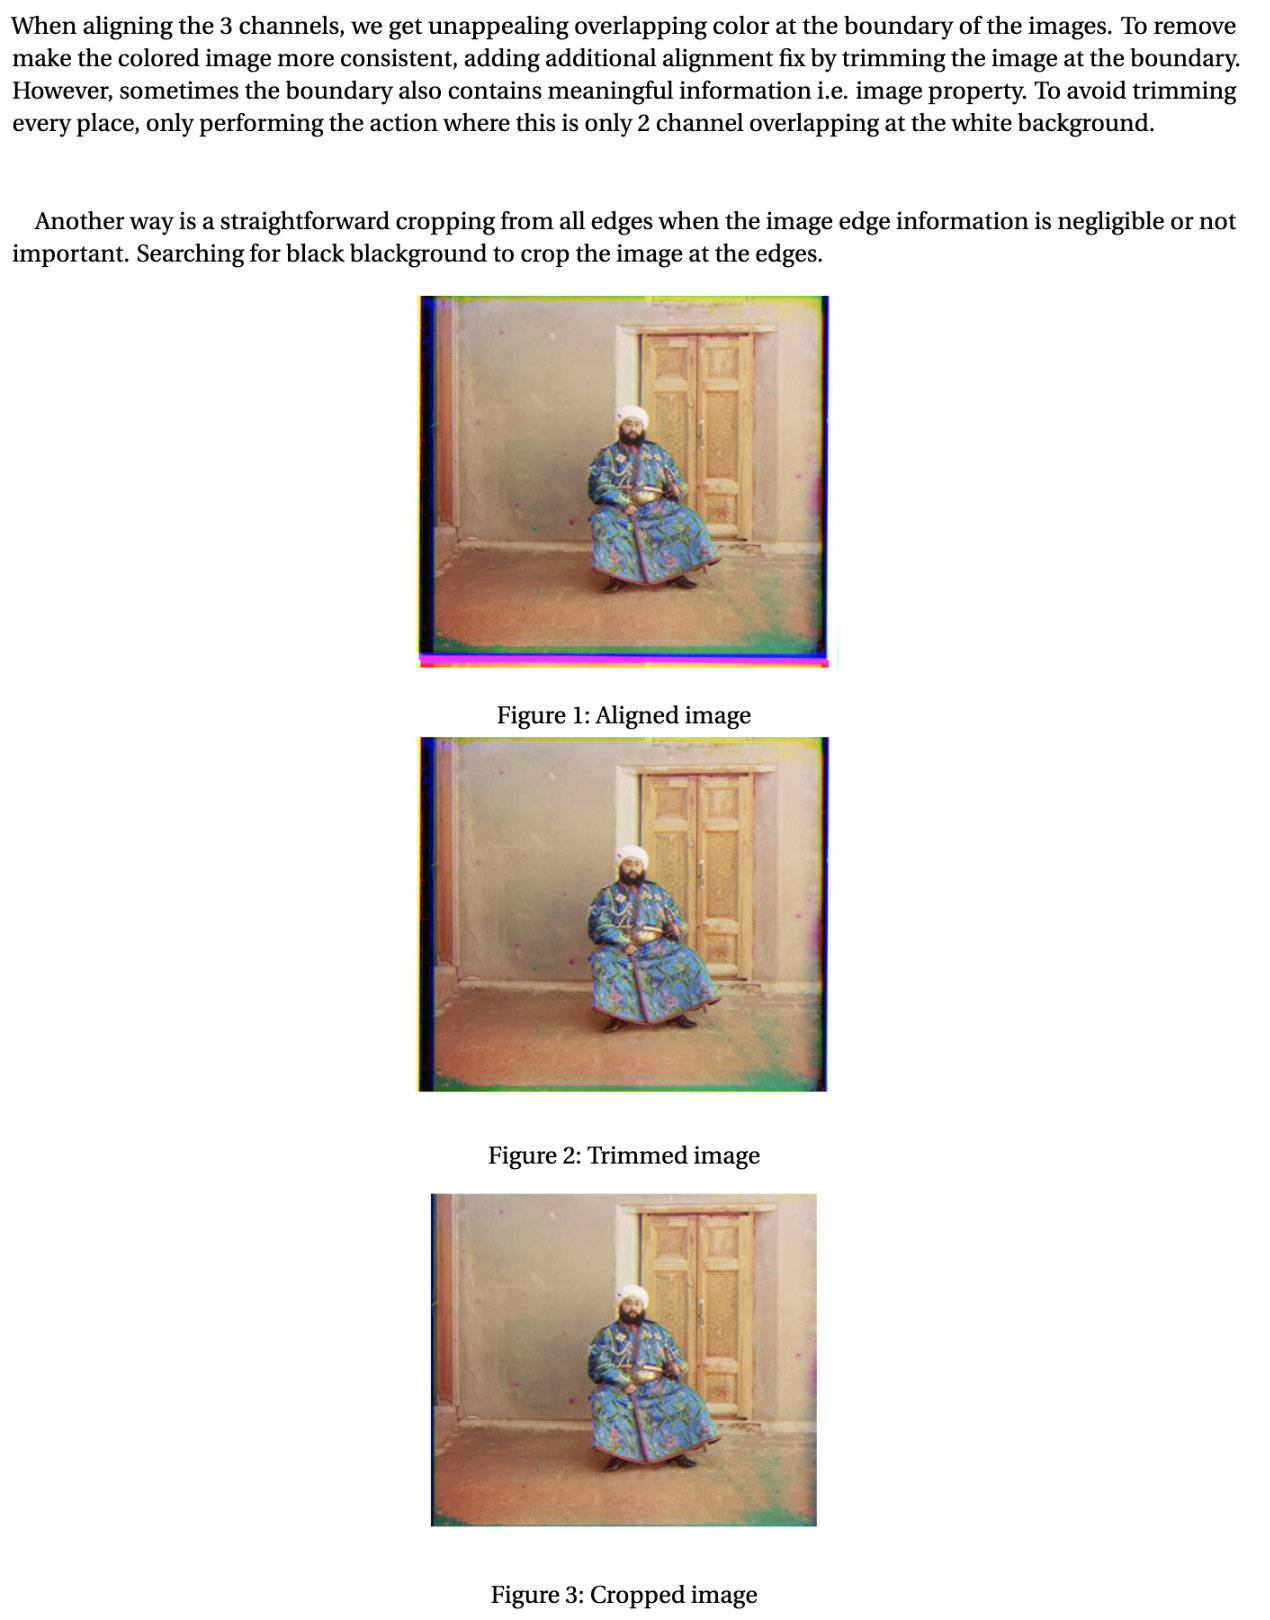 When aligning the 3 channels, we get unappealing overlapping color at the boundary of the images. To remove
make the colored image more consistent, adding additional alignment fix by trimming the image at the boundary.
However, sometimes the boundary also contains meaningful information i.e. image property. To avoid trimming
every place, only performing the action where this is only 2 channel overlapping at the white background.
Another way is a straightforward cropping from all edges when the image edge information is negligible or not
important. Searching for black blackground to crop the image at the edges.
Figure 1: Aligned image
Figure 2: Trimmed image
Figure 3: Cropped image